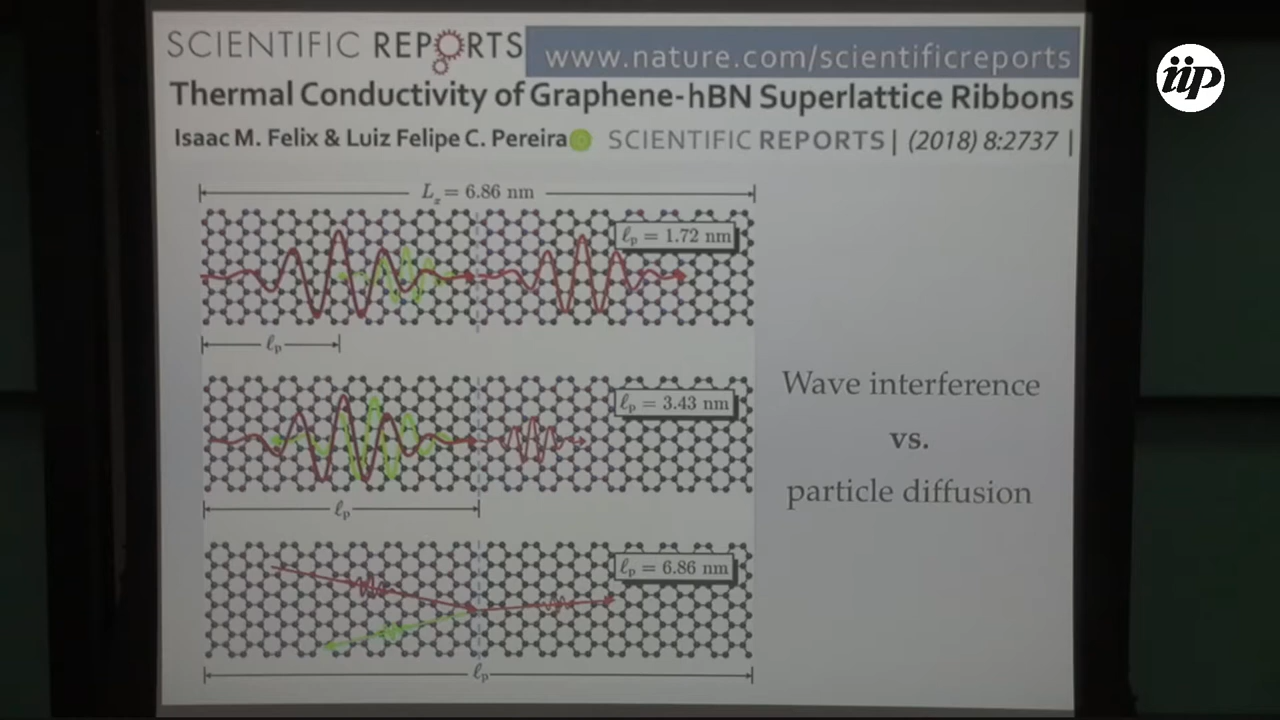 SCIENTIFIC REPORTS
www.nature.com/scientificreports
iip
Thermal Conductivity of Graphene-hBN Superlattice Ribbons
Isaac M. Felix & Luiz Felipe C. Pereira SCIENTIFIC REPORTS | (2018) 8:2737 |
L_z = 6.86 nm
ℓ_p = 1.72 nm
ℓ_p
ℓ_p = 3.43 nm
Wave interference
vs.
particle diffusion
ℓ_p
ℓ_p = 6.86 nm
ℓ_p